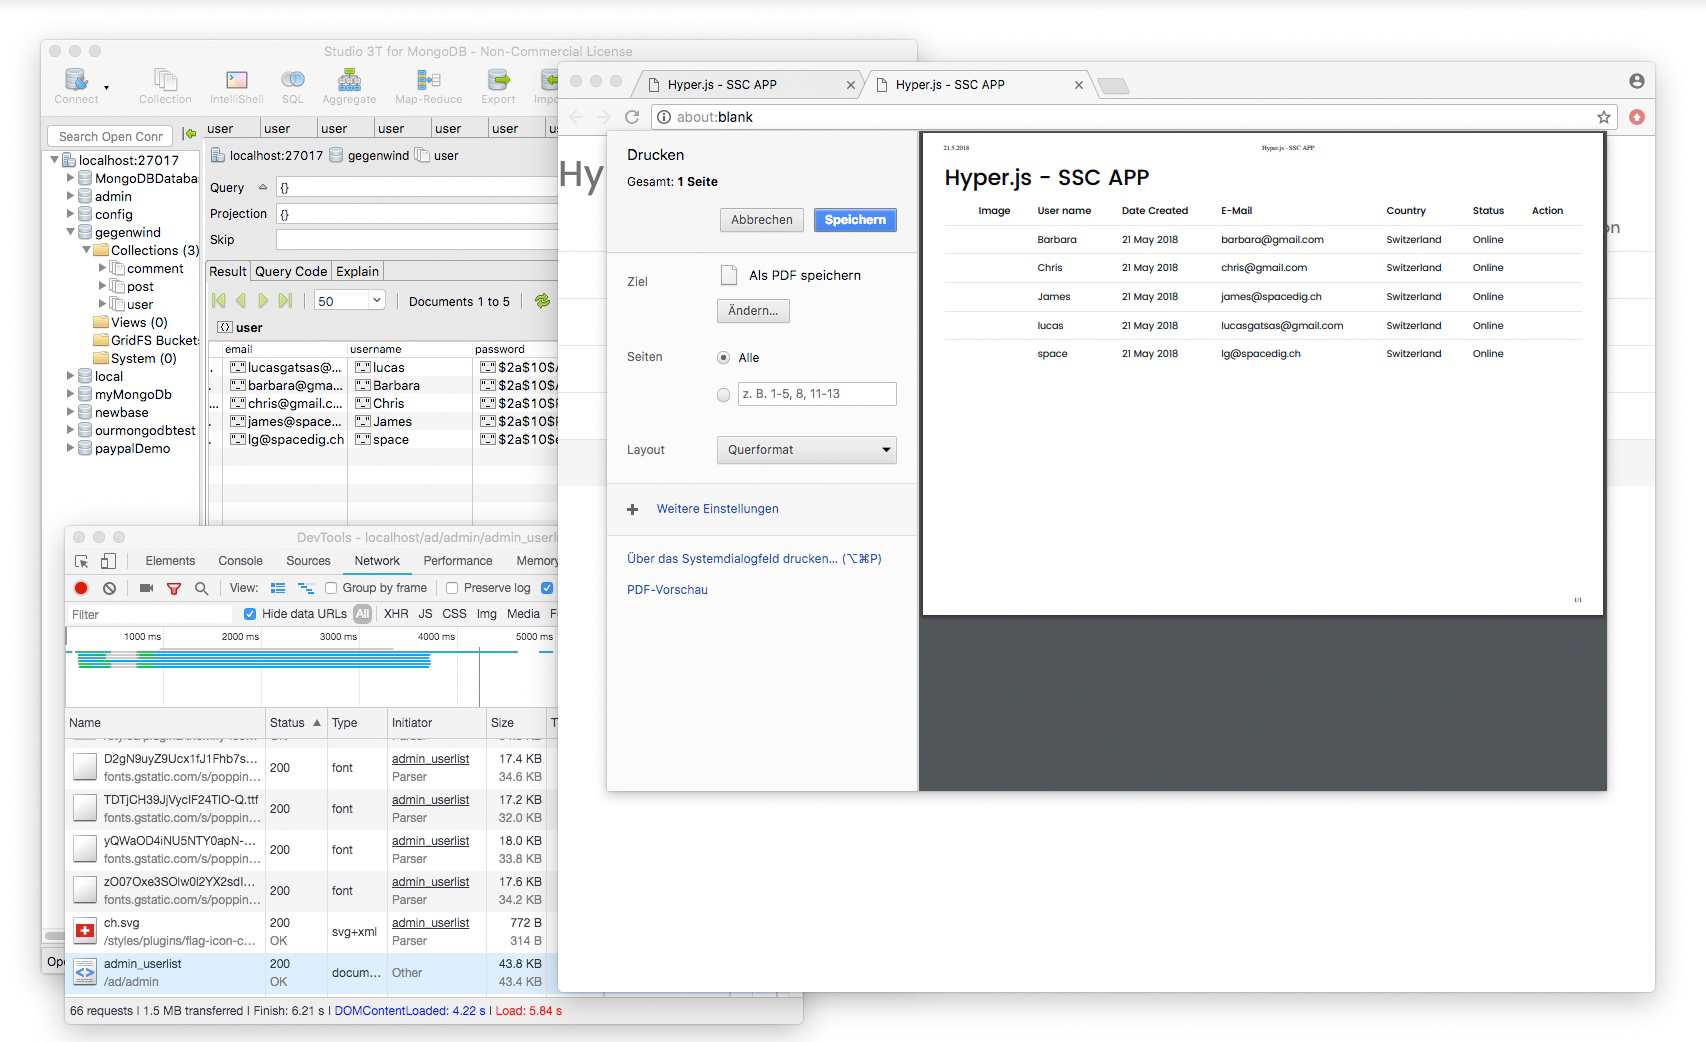 Studio 3T for MongoDB - Non-Commercial License
Connect
Collection
IntelliShell
SQL
Aggregate
Map-Reduce
Export
Search Open Conr
user
user
user
user
user
user
localhost:27017
MongoDBDataba
admin
config
gegenwind
Collections (3)
comment
post
user
Views (0)
GridFS Bucket
System (0)
local
myMongoDb
newbase
ourmongodbtest
paypalDemo
localhost:27017 gegenwind user
Query {}
Projection {}
Skip
Result Query Code Explain
50 Documents 1 to 5
user
email username password
lucasgatsas@... lucas $2a$10$
barbara@gma... Barbara $2a$10$
chris@gmail.c... Chris $2a$10$
james@space... James $2a$10$
lg@spacedig.ch space $2a$10$
DevTools - localhost/ad/admin/admin_userli
Elements Console Sources Network Performance Memory
View: Group by frame Preserve log
Filter Hide data URLs All XHR JS CSS Img Media
1000 ms 2000 ms 3000 ms 4000 ms 5000 ms
Name Status Type Initiator Size
D2gN9uyZ9Ucx1fJ1Fhb7s... 200 font admin_userlist 17.4 KB
fonts.gstatic.com/s/poppin... Parser 34.6 KB
TDTjCH39JjVycIF24TlO-Q.ttf 200 font admin_userlist 17.2 KB
fonts.gstatic.com/s/poppin... Parser 32.0 KB
yQWaOD4iNU5NTY0apN-... 200 font admin_userlist 18.0 KB
fonts.gstatic.com/s/poppin... Parser 33.8 KB
zO07Oxe3SOlw0l2YX2sdl... 200 font admin_userlist 17.6 KB
fonts.gstatic.com/s/poppin... Parser 34.2 KB
ch.svg 200 svg+xml admin_userlist 772 B
/styles/plugins/flag-icon-c... OK Parser 314 B
admin_userlist 200 docum... Other 43.8 KB
/ad/admin OK 43.4 KB
66 requests | 1.5 MB transferred | Finish: 6.21 s | DOMContentLoaded: 4.22 s | Load: 5.84 s
Hyper.js - SSC APP
Hyper.js - SSC APP
about:blank
Hy
Drucken
Gesamt: 1 Seite
Abbrechen Speichern
Ziel Als PDF speichern
Ändern...
Seiten Alle
z. B. 1-5, 8, 11-13
Layout Querformat
Weitere Einstellungen
Über das Systemdialogfeld drucken... (⌥⌘P)
PDF-Vorschau
21.5.2018 Hyper.js - SSC APP
Hyper.js - SSC APP
Image User name Date Created E-Mail Country Status Action
Barbara 21 May 2018 barbara@gmail.com Switzerland Online
Chris 21 May 2018 chris@gmail.com Switzerland Online
James 21 May 2018 james@spacedig.ch Switzerland Online
lucas 21 May 2018 lucasgatsas@gmail.com Switzerland Online
space 21 May 2018 lg@spacedig.ch Switzerland Online
1/1